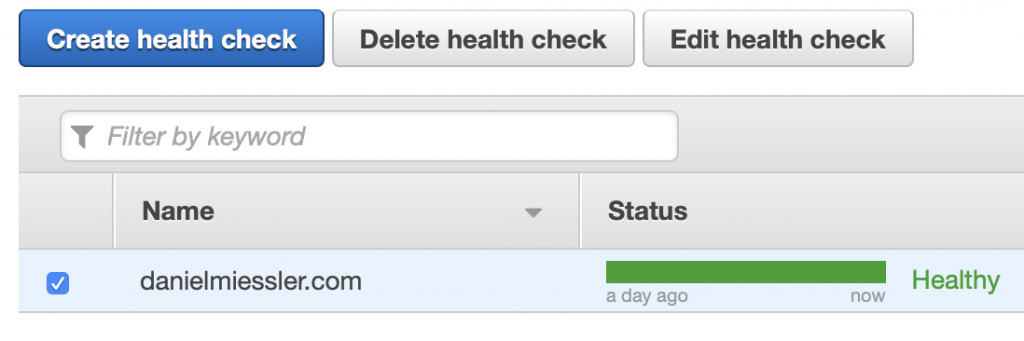 Create health check Delete health check Edit health check
Filter by keyword
Name Status
danielmiessler.com Healthy
a day ago now